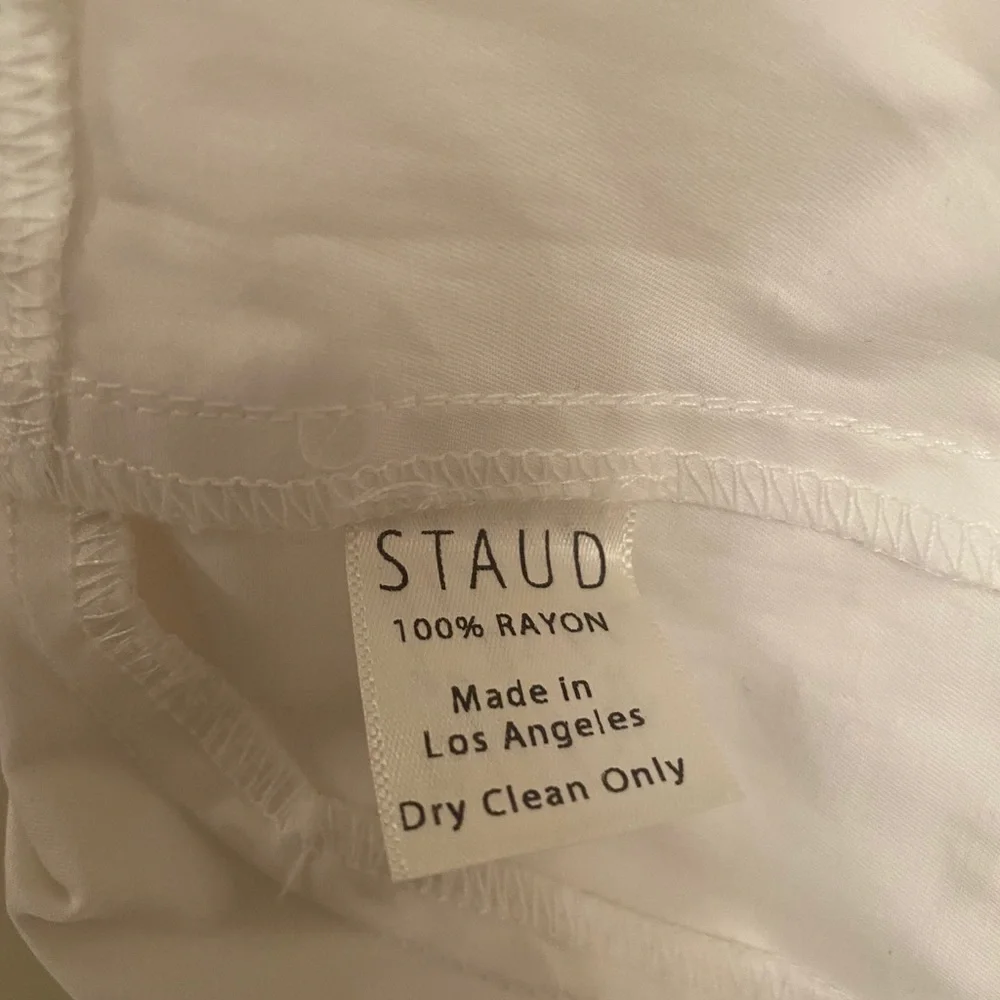 STAUD
100% RAYON
Made in
Los Angeles
Dry Clean Only